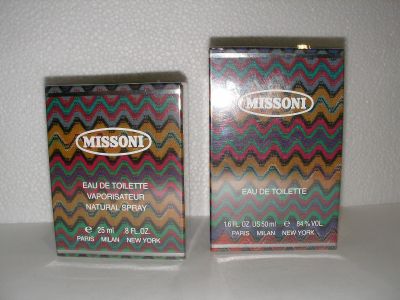 MISSONI
EAU DE TOILETTE
VAPORISATEUR
NATURAL SPRAY
℮ 25 ml .8 FL.OZ.
PARIS MILAN NEW YORK
MISSONI
EAU DE TOILETTE
1.6 FL. OZ. US 50 ml ℮ 84% VOL.
PARIS MILAN NEW YORK